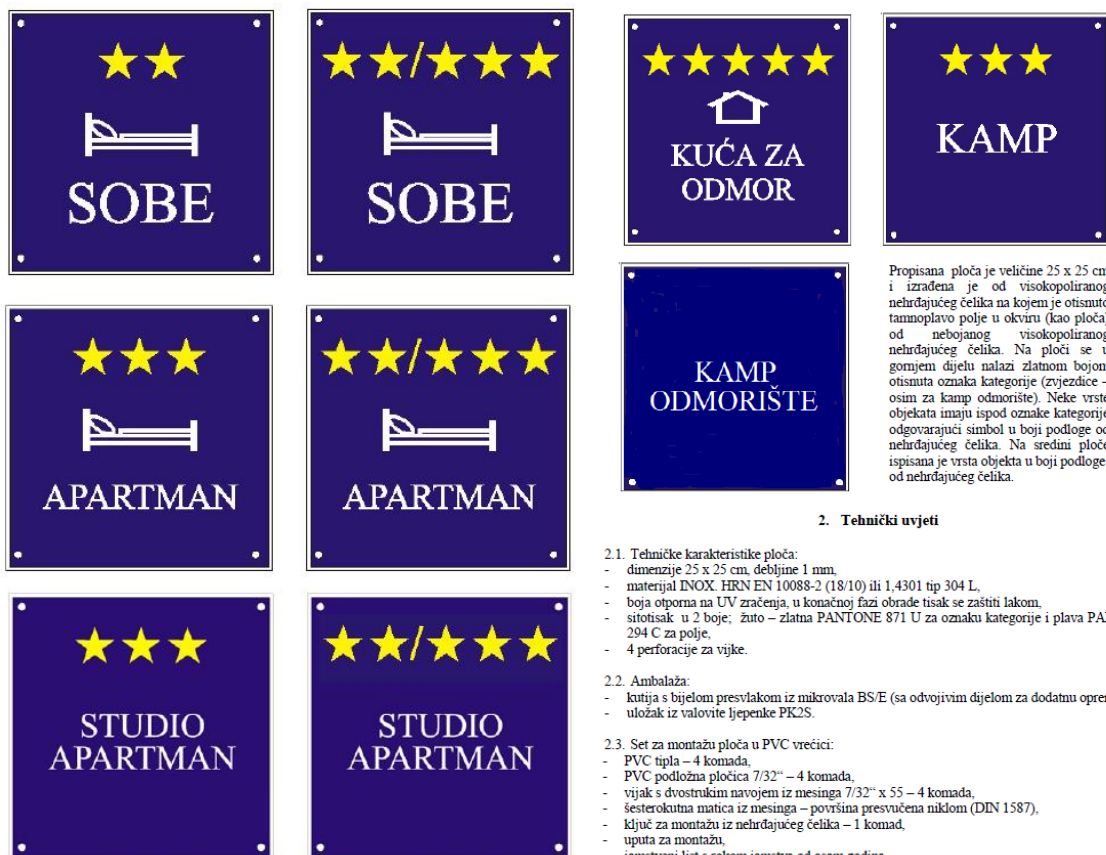 SOBE
/
SOBE
APARTMAN
/
APARTMAN
STUDIO
APARTMAN
/
STUDIO
APARTMAN
KUĆA ZA
ODMOR
KAMP
KAMP
ODMORIŠTE
Propisana ploča je veličine 25 x 25 cm
i izrađena je od visokopoliranog
nehrđajućeg čelika na kojem je otisnuto
tamnoplavo polje u okviru (kao ploča)
od nebojanog visokopoliranog
nehrđajućeg čelika. Na ploči se u
gornjem dijelu nalazi zlatnom bojom
otisnuta oznaka kategorije (zvjezdice –
osim za kamp odmorište). Neke vrste
objekata imaju ispod oznake kategorije
odgovarajući simbol u boji podloge od
nehrđajućeg čelika. Na sredini ploče
ispisana je vrsta objekta u boji podloge
od nehrđajućeg čelika.
2. Tehnički uvjeti
2.1. Tehničke karakteristike ploča:
- dimenzije 25 x 25 cm, debljine 1 mm,
- materijal INOX. HRN EN 10088-2 (18/10) ili 1,4301 tip 304 L,
- boja otporna na UV zračenja, u konačnoj fazi obrade tisak se zaštiti lakom,
- sitotisak u 2 boje; žuto – zlatna PANTONE 871 U za oznaku kategorije i plava PA
294 C za polje,
- 4 perforacije za vijke.
2.2. Ambalaža:
- kutija s bijelom presvlakom iz mikrovala BS/E (sa odvojivim dijelom za dodatnu opre
- uložak iz valovite ljepenke PK2S.
2.3. Set za montažu ploča u PVC vrećici:
- PVC tipla – 4 komada,
- PVC podložna pločica 7/32“ – 4 komada,
- vijak s dvostrukim navojem iz mesinga 7/32“ x 55 – 4 komada,
- šesterokutna matica iz mesinga – površina presvučena niklom (DIN 1587),
- ključ za montažu iz nehrđajućeg čelika – 1 komad,
- uputa za montažu,